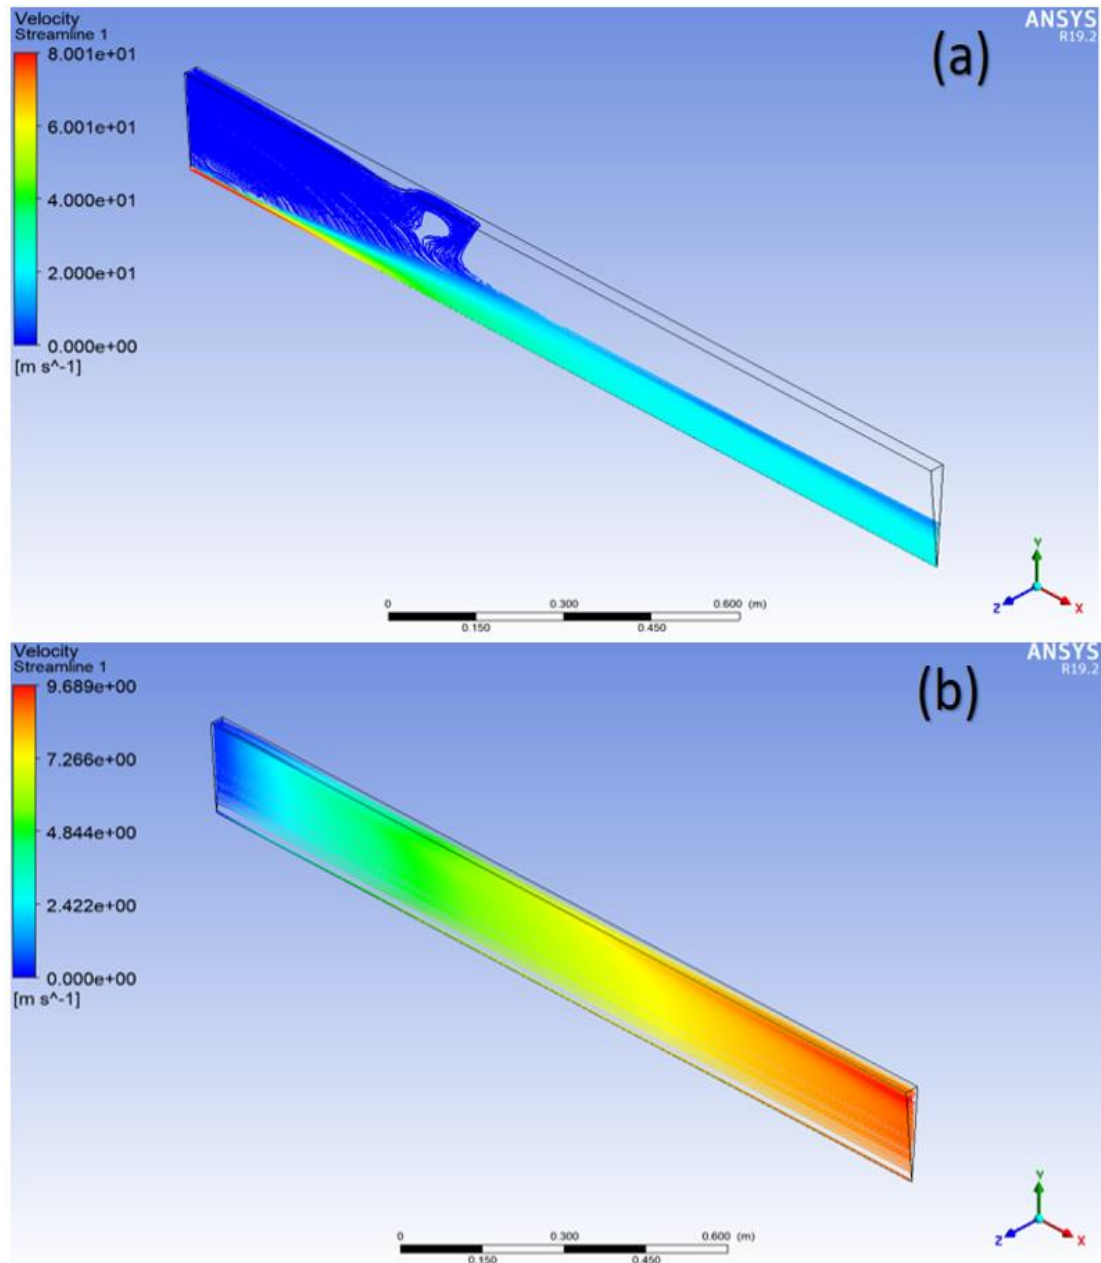 Velocity
Streamline 1
8.001e+01
6.001e+01
4.000e+01
2.000e+01
0.000e+00
[m s^-1]
(a)
ANSYS
R19.2
Y
Z
X
0 0.300 0.600 (m)
0.150 0.450
Velocity
Streamline 1
9.689e+00
7.266e+00
4.844e+00
2.422e+00
0.000e+00
[m s^-1]
(b)
ANSYS
R19.2
Y
Z
X
0 0.300 0.600 (m)
0.150 0.450